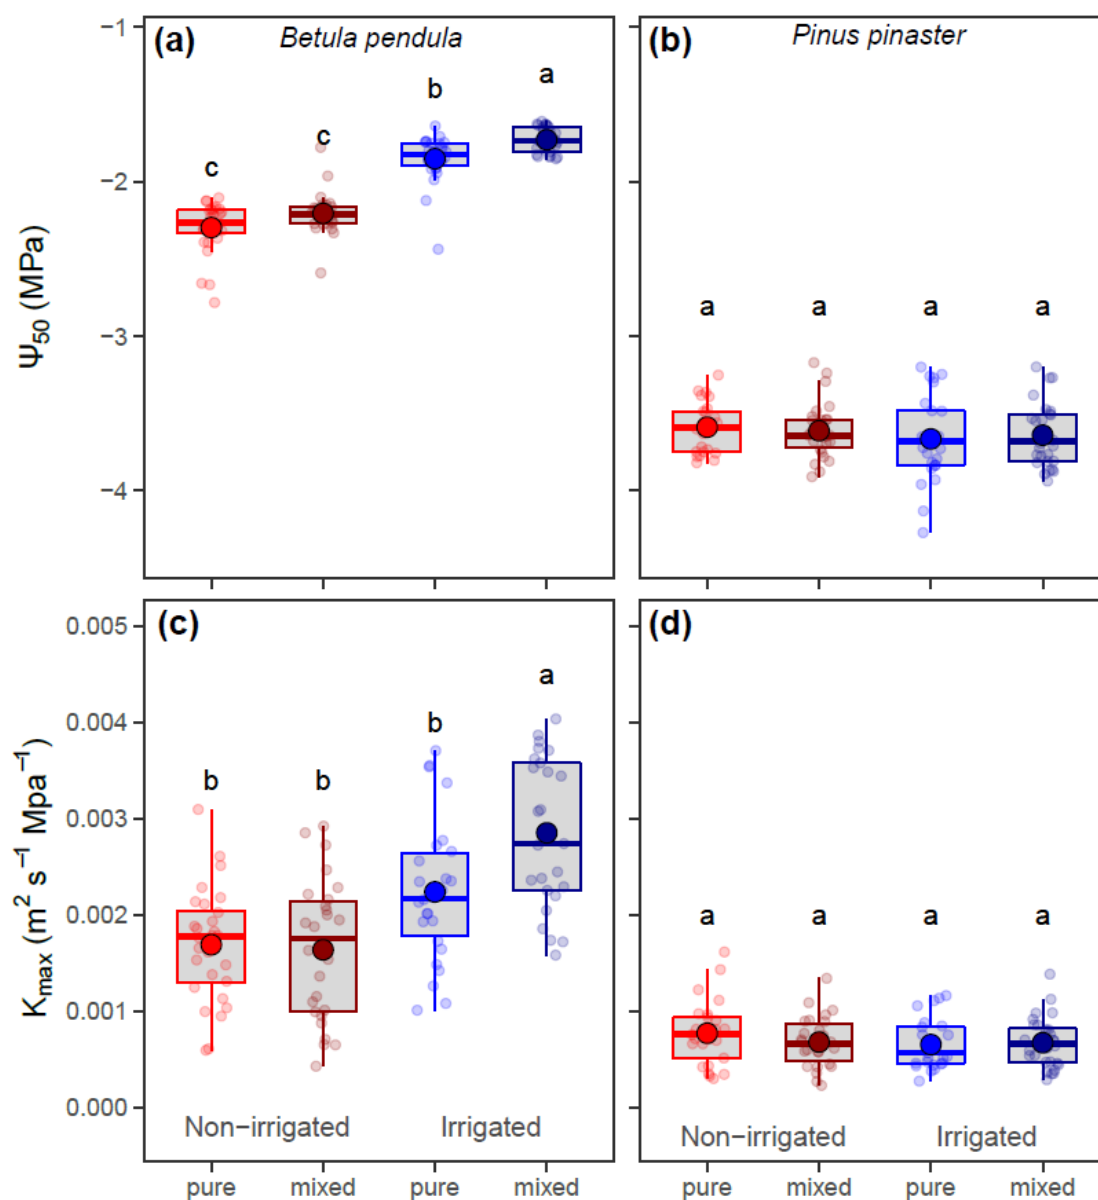 (a) Betula pendula
(b) Pinus pinaster
−1
−2
−3
−4
Ψ50 (MPa)
c
c
b
a
a
a
a
a
(c)
(d)
0.005
0.004
0.003
0.002
0.001
0.000
Kmax (m² s⁻¹ Mpa⁻¹)
b
b
b
a
a
a
a
a
Non−irrigated Irrigated
Non−irrigated Irrigated
pure mixed pure mixed
pure mixed pure mixed